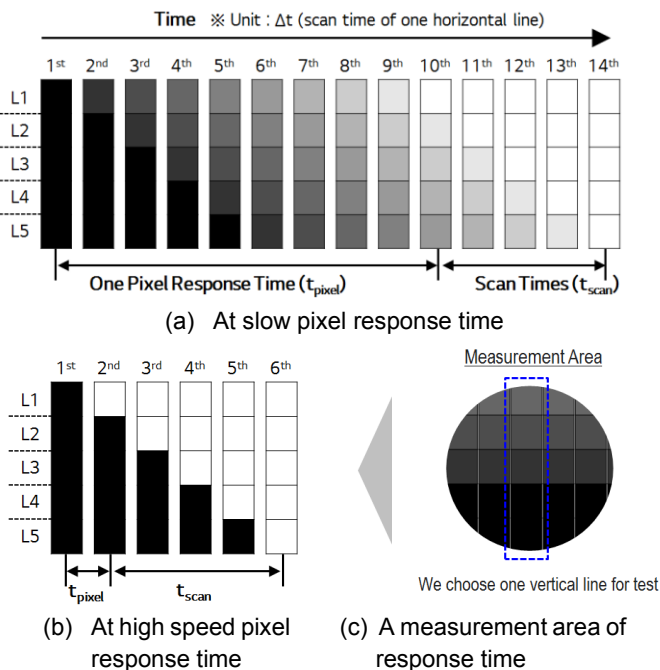 Time ※ Unit : Δt (scan time of one horizontal line)
1st 2nd 3rd 4th 5th 6th 7th 8th 9th 10th 11th 12th 13th 14th
L1
L2
L3
L4
L5
One Pixel Response Time (tpixel) Scan Times (tscan)
(a) At slow pixel response time
1st 2nd 3rd 4th 5th 6th
L1
L2
L3
L4
L5
tpixel tscan
(b) At high speed pixel
response time
Measurement Area
We choose one vertical line for test
(c) A measurement area of
response time